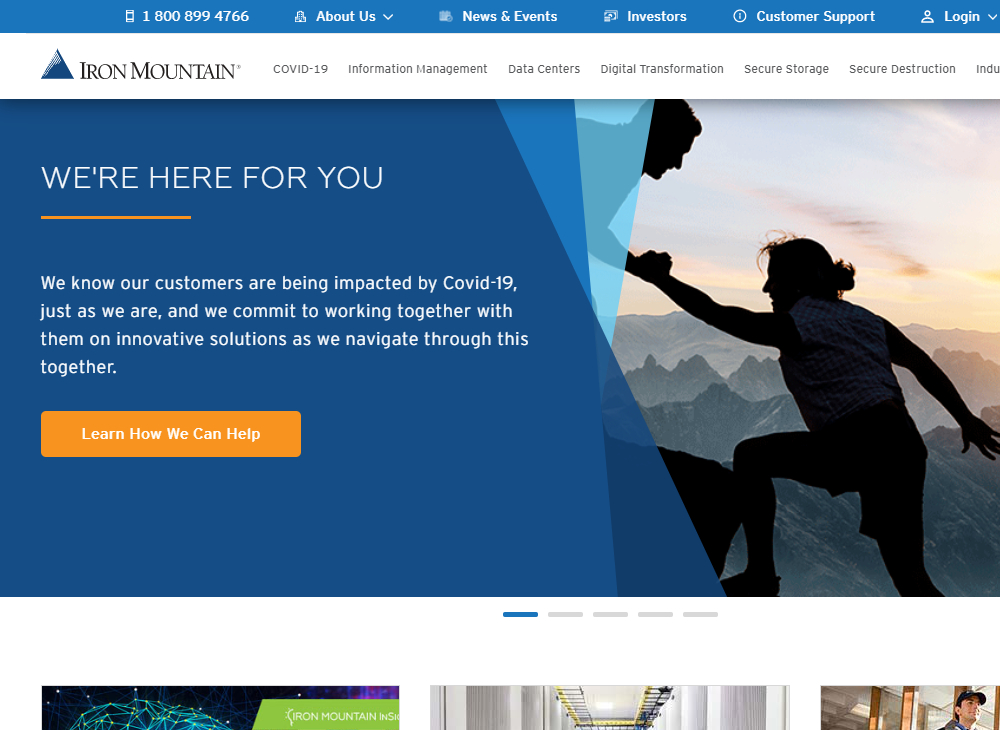 1 800 899 4766 About Us News & Events Investors Customer Support Login
IRON MOUNTAIN® COVID-19 Information Management Data Centers Digital Transformation Secure Storage Secure Destruction Indu
WE'RE HERE FOR YOU
We know our customers are being impacted by Covid-19,
just as we are, and we commit to working together with
them on innovative solutions as we navigate through this
together.
Learn How We Can Help
IRON MOUNTAIN InSi